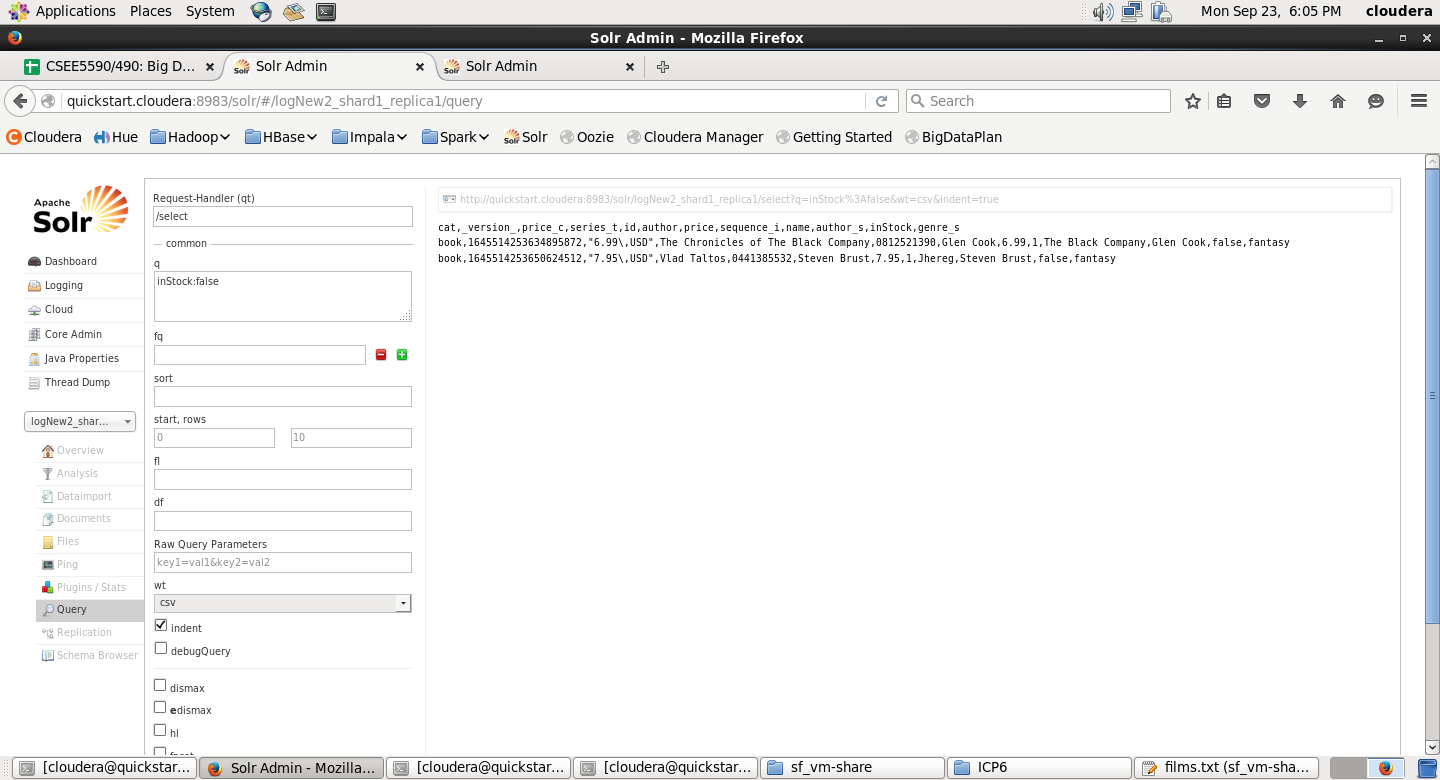 Applications Places System Mon Sep 23, 6:05 PM cloudera
Solr Admin - Mozilla Firefox
CSEE5590/490: Big D... Solr Admin Solr Admin
quickstart.cloudera:8983/solr/#/logNew2_shard1_replica1/query Search
Cloudera Hue Hadoop HBase Impala Spark Solr Oozie Cloudera Manager Getting Started BigDataPlan
Apache
Solr
Dashboard
Logging
Cloud
Core Admin
Java Properties
Thread Dump
logNew2_shar...
Overview
Analysis
Dataimport
Documents
Files
Ping
Plugins / Stats
Query
Replication
Schema Browser
Request-Handler (qt)
/select
common
q
inStock:false
fq
sort
start, rows
0 10
fl
df
Raw Query Parameters
key1=val1&key2=val2
wt
csv
indent
debugQuery
dismax
edismax
hl
http://quickstart.cloudera:8983/solr/logNew2_shard1_replica1/select?q=inStock%3Afalse&wt=csv&indent=true
cat,_version_,price_c,series_t,id,author,price,sequence_i,name,author_s,inStock,genre_s
book,1645514253634895872,"6.99\,USD",The Chronicles of The Black Company,0812521390,Glen Cook,6.99,1,The Black Company,Glen Cook,false,fantasy
book,1645514253650624512,"7.95\,USD",Vlad Taltos,0441385532,Steven Brust,7.95,1,Jhereg,Steven Brust,false,fantasy
[cloudera@quickstar... Solr Admin - Mozilla... [cloudera@quickstar... [cloudera@quickstar... sf_vm-share ICP6 films.txt (sf_vm-sha...